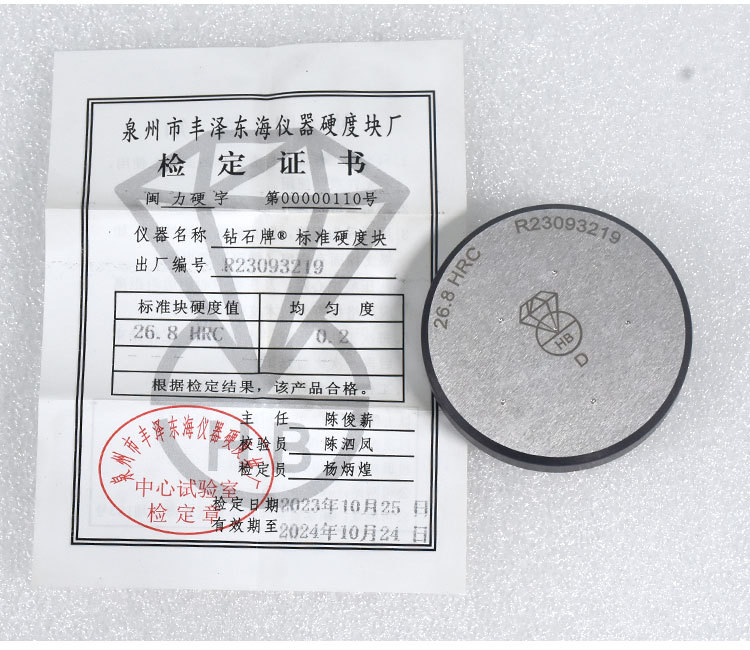 泉州市丰泽东海仪器硬度块厂
检定证书
闽 力硬 字 第00000110号
仪器名称 钻石牌® 标准硬度块
出厂编号 R23093219
标准块硬度值 均匀度
26.8 HRC 0.2
根据检定结果，该产品合格。
主任 陈俊薪
校验员 陈泗凤
检定员 杨炳煌
检定日期 2023年10月25日
有效期至 2024年10月24日
泉州市丰泽东海仪器硬度块厂
中心试验室
检定章
HB
R23093219
26.8 HRC
HB
D